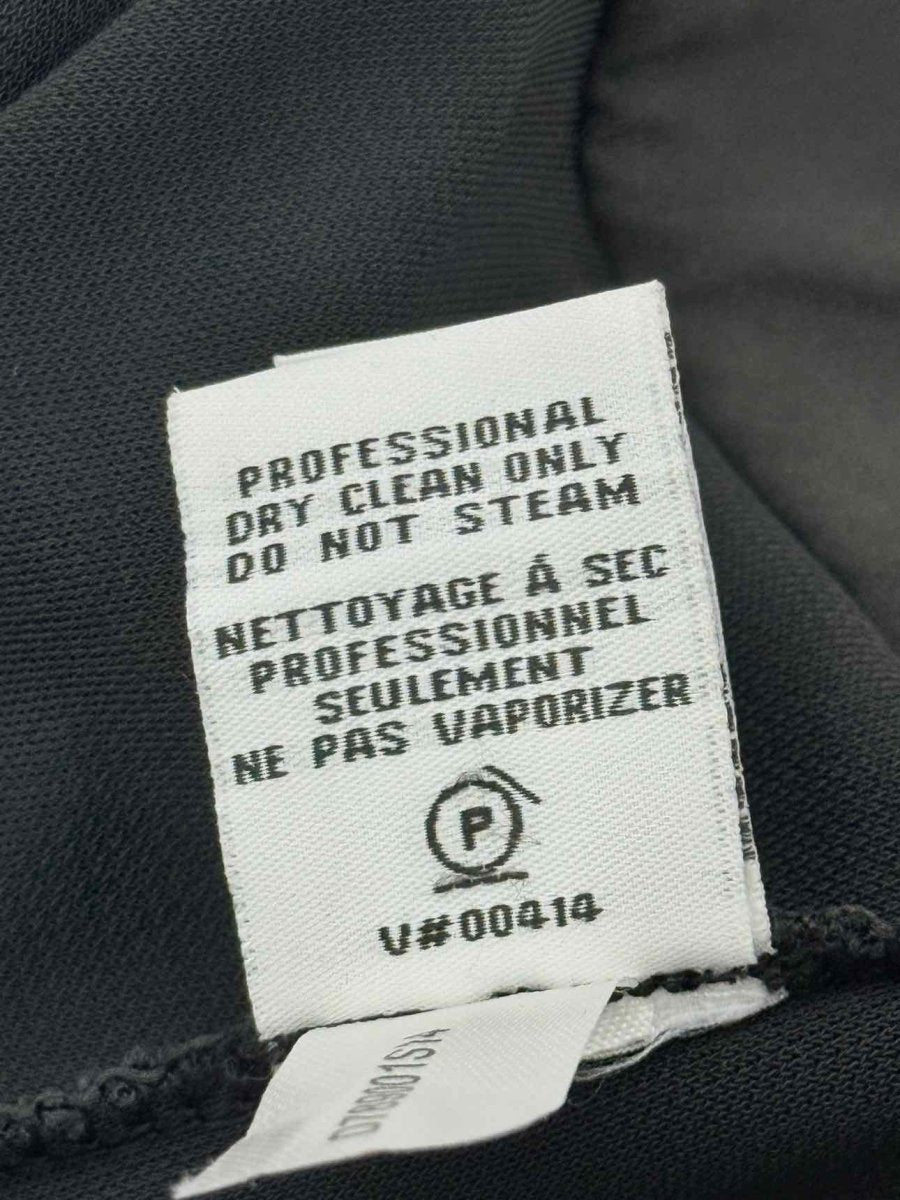 PROFESSIONAL
DRY CLEAN ONLY
DO NOT STEAM
NETTOYAGE Á SEC
PROFESSIONNEL
SEULEMENT
NE PAS VAPORIZER
P
V#00414